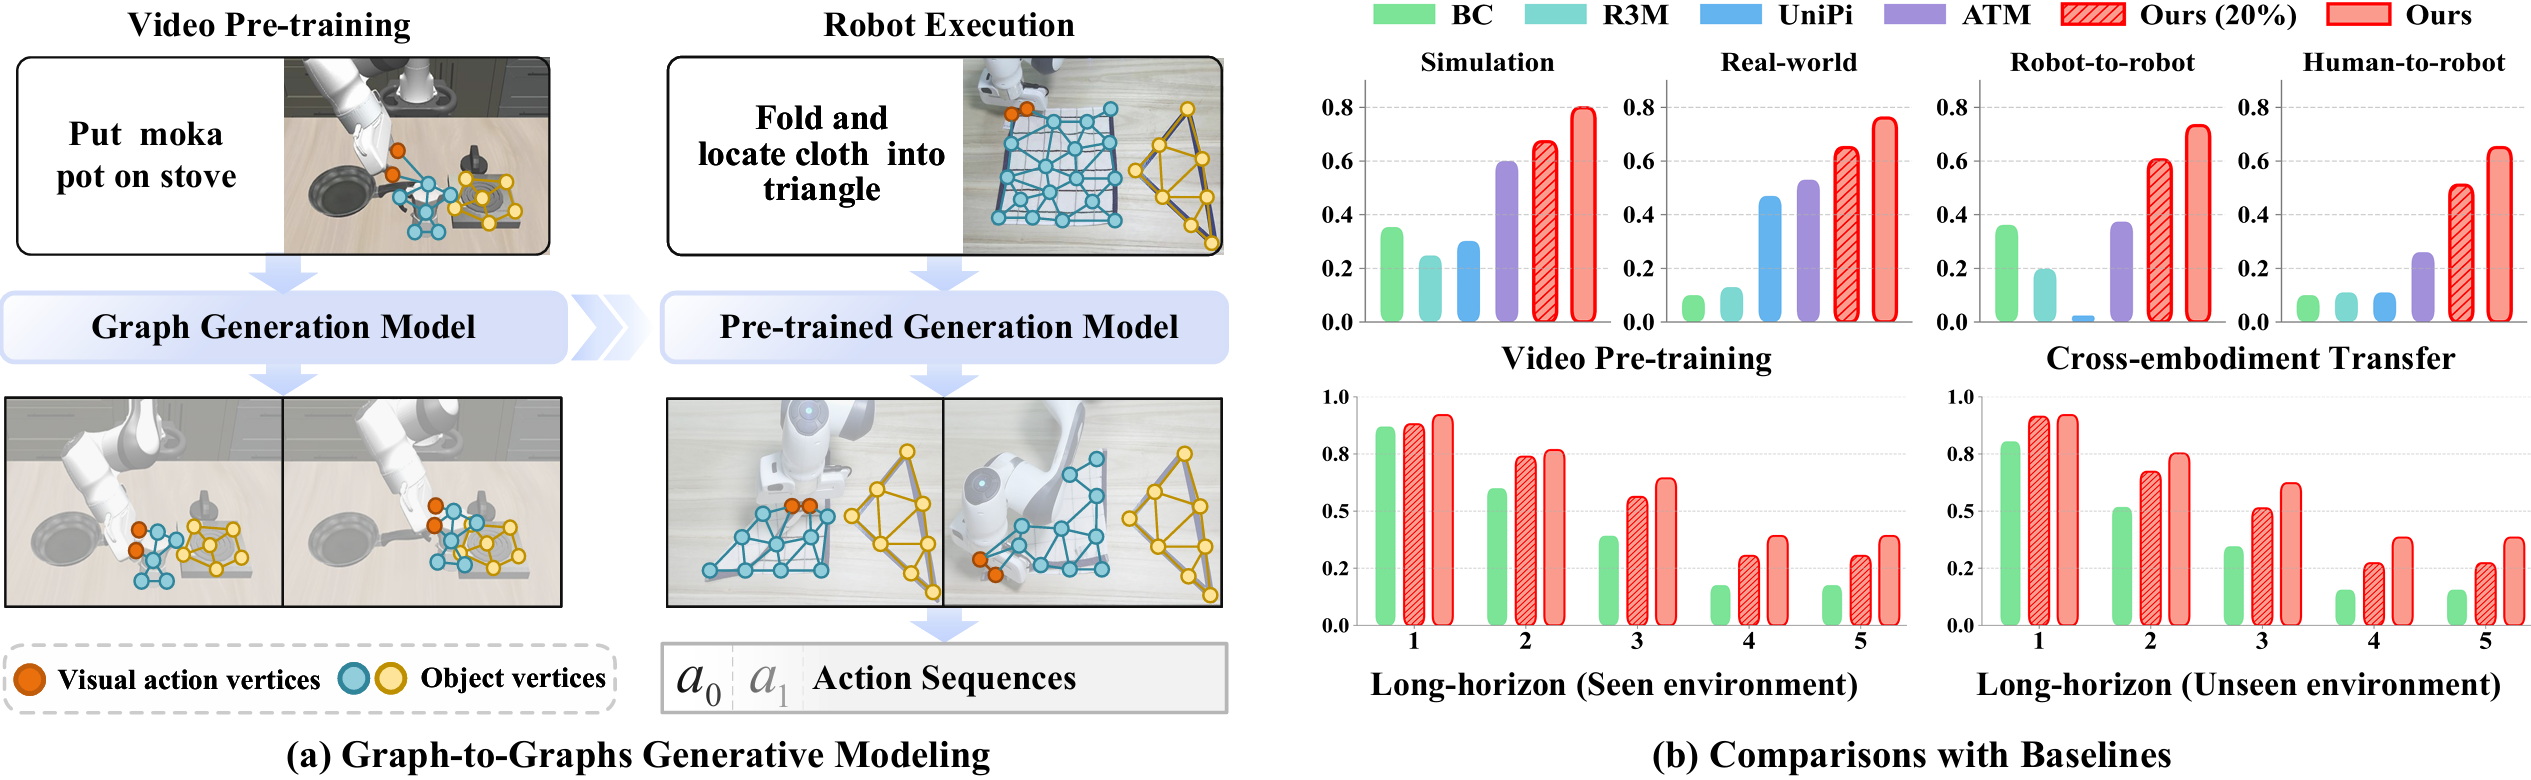 Video Pre-training
Put moka
pot on stove
Graph Generation Model
Robot Execution
Fold and
locate cloth into
triangle
Pre-trained Generation Model
a0 a1 Action Sequences
Visual action vertices
Object vertices
(a) Graph-to-Graphs Generative Modeling
BC R3M UniPi ATM Ours (20%) Ours
Simulation
0.8
0.6
0.4
0.2
0.0
Real-world
0.8
0.6
0.4
0.2
0.0
Video Pre-training
Robot-to-robot
0.8
0.6
0.4
0.2
0.0
Human-to-robot
0.8
0.6
0.4
0.2
0.0
Cross-embodiment Transfer
1.0
0.8
0.5
0.2
0.0
1 2 3 4 5
Long-horizon (Seen environment)
1.0
0.8
0.5
0.2
0.0
1 2 3 4 5
Long-horizon (Unseen environment)
(b) Comparisons with Baselines